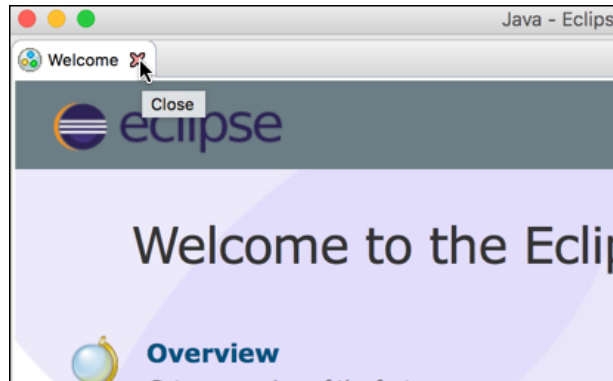 Java - Eclips
Welcome
Close
eclipse
Welcome to the Eclip
Overview